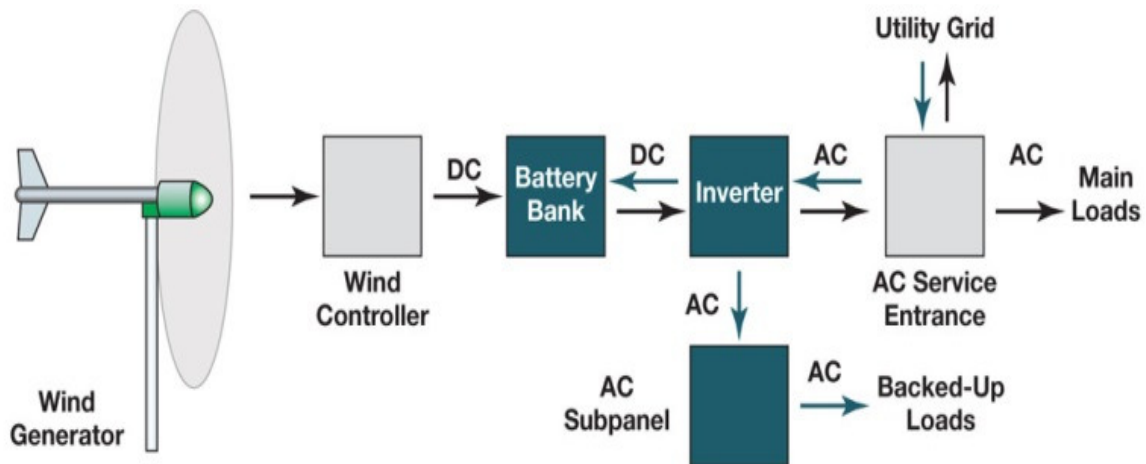 Utility Grid
DC
Battery
Bank
DC
Inverter
AC
AC
Main
Loads
Wind
Controller
AC Service
Entrance
AC
Wind
Generator
AC
Subpanel
AC
Backed-Up
Loads